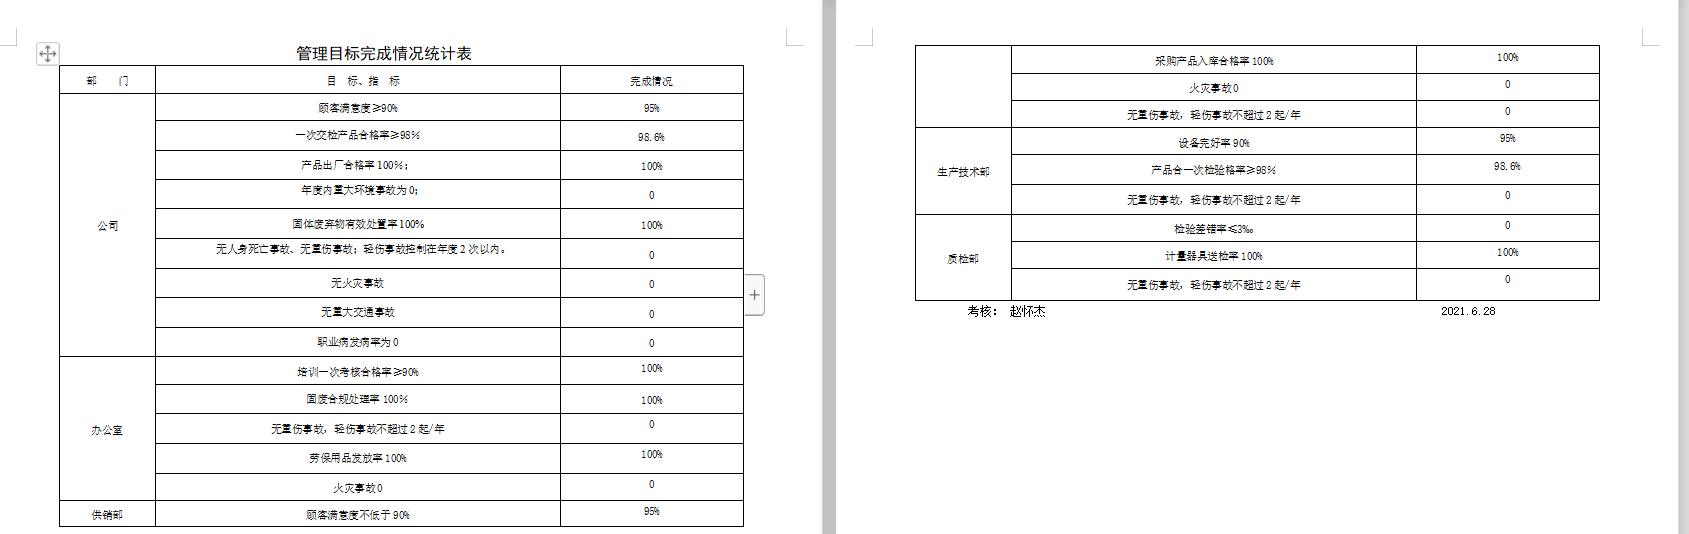 管理目标完成情况统计表
部 门 目 标、指 标 完成情况
公司 顾客满意度≥90% 95%
一次交检产品合格率≥98% 98.6%
产品出厂合格率100%； 100%
年度内重大环境事故为0； 0
固体废弃物有效处置率100% 100%
无人身死亡事故、无重伤事故；轻伤事故控制在年度2次以内。 0
无火灾事故 0
无重大交通事故 0
职业病发病率为0 0
办公室 培训一次考核合格率≥90% 100%
固废合规处理率100% 100%
无重伤事故，轻伤事故不超过2起/年 0
劳保用品发放率100% 100%
火灾事故0 0
供销部 顾客满意度不低于90% 95%
采购产品入库合格率100% 100%
火灾事故0 0
无重伤事故，轻伤事故不超过2起/年 0
生产技术部 设备完好率90% 95%
产品合一次检验格率≥98% 98.6%
无重伤事故，轻伤事故不超过2起/年 0
质检部 检验差错率≤3‰ 0
计量器具送检率100% 100%
无重伤事故，轻伤事故不超过2起/年 0
考核： 赵怀杰 2021.6.28